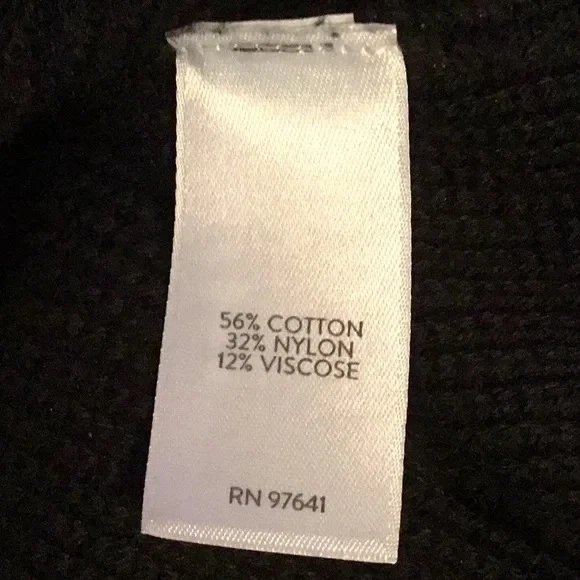 56% COTTON
32% NYLON
12% VISCOSE
RN 97641